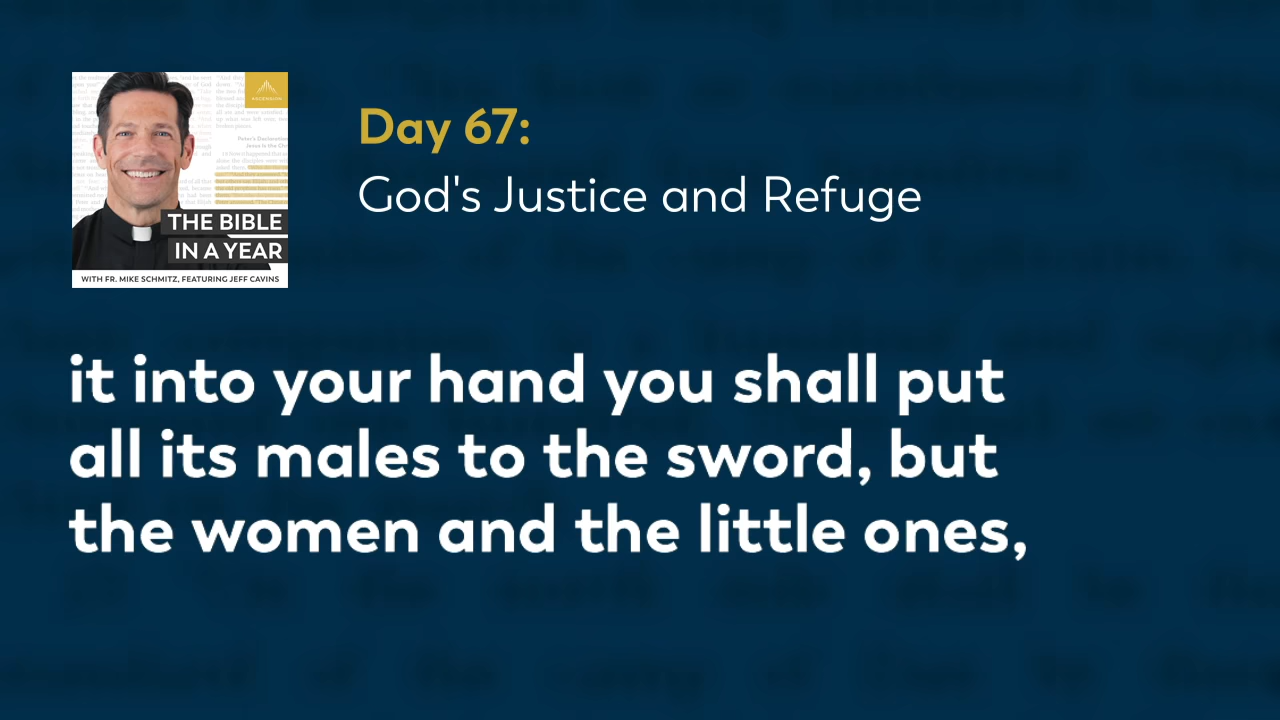 THE BIBLE
IN A YEAR
WITH FR. MIKE SCHMITZ, FEATURING JEFF CAVINS
Day 67:
God's Justice and Refuge
it into your hand you shall put
all its males to the sword, but
the women and the little ones,